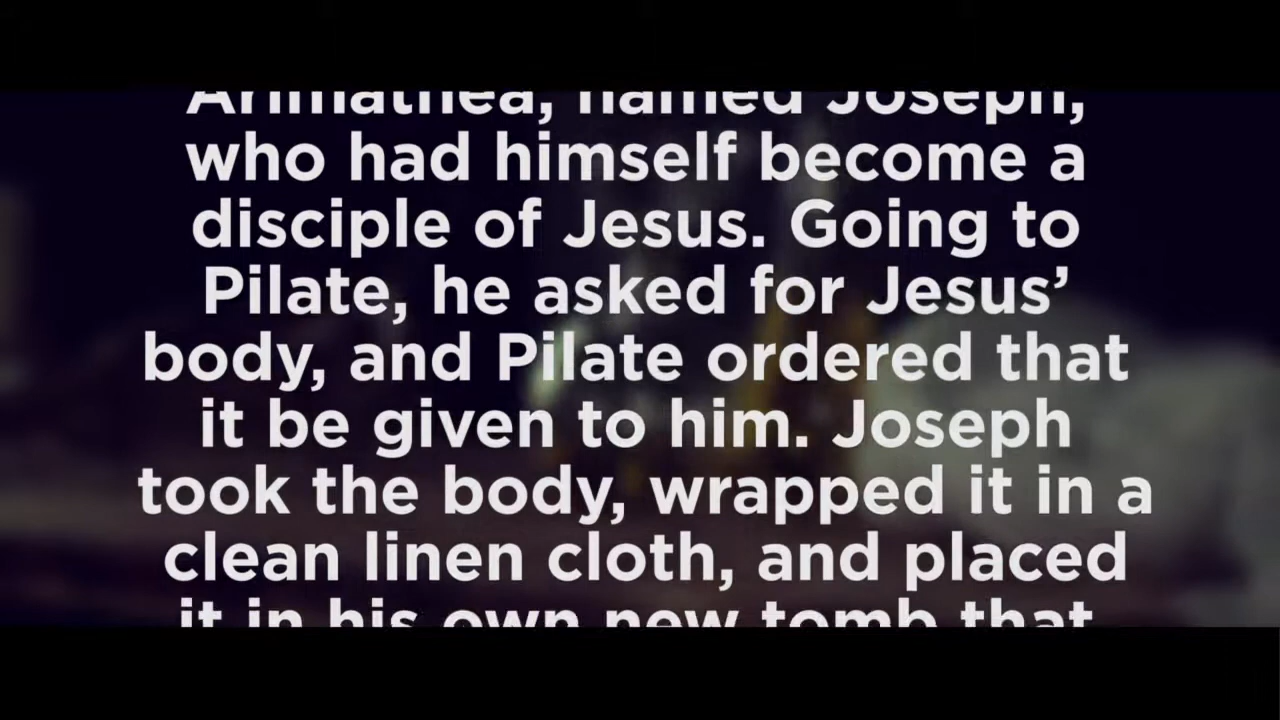 Arimathea, named Joseph,
who had himself become a
disciple of Jesus. Going to
Pilate, he asked for Jesus’
body, and Pilate ordered that
it be given to him. Joseph
took the body, wrapped it in a
clean linen cloth, and placed
it in his own new tomb that